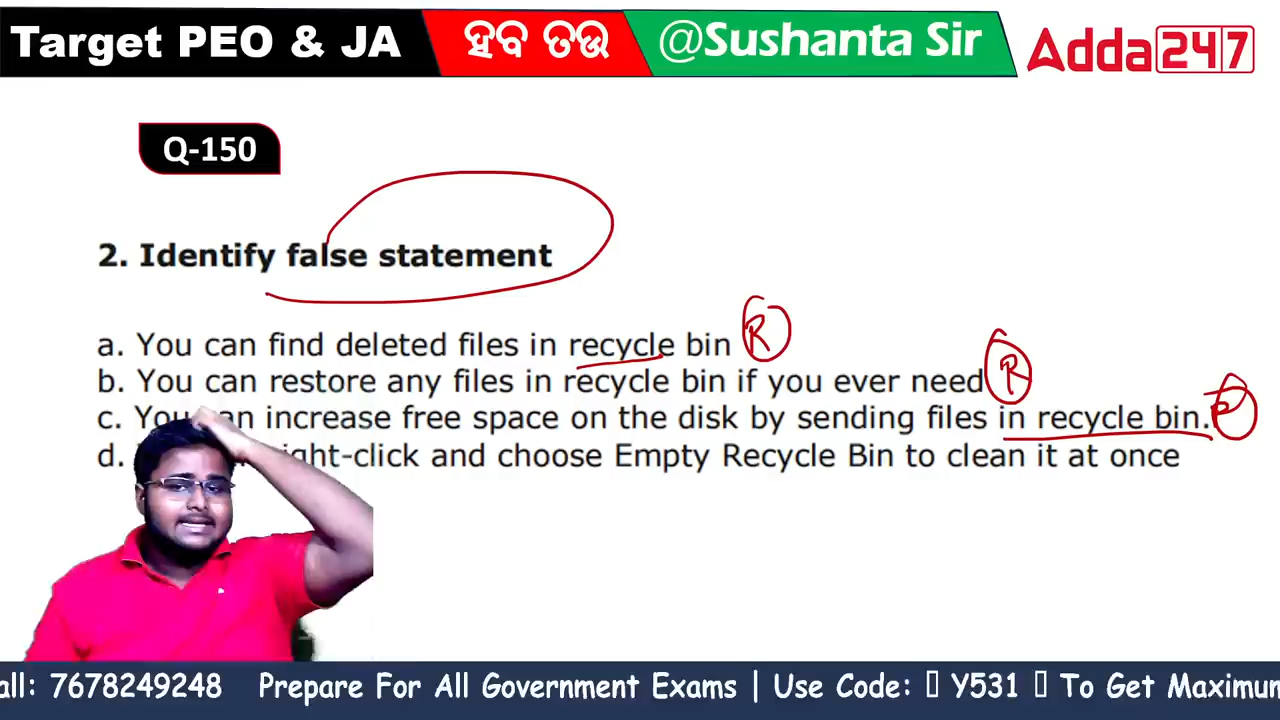 Target PEO & JA
ହବ ତଉ
@Sushanta Sir
Adda247
Q-150
2. Identify false statement
a. You can find deleted files in recycle bin R
b. You can restore any files in recycle bin if you ever need R
c. You can increase free space on the disk by sending files in recycle bin.
d. right-click and choose Empty Recycle Bin to clean it at once
all: 7678249248 Prepare For All Government Exams | Use Code: Y531 To Get Maximu